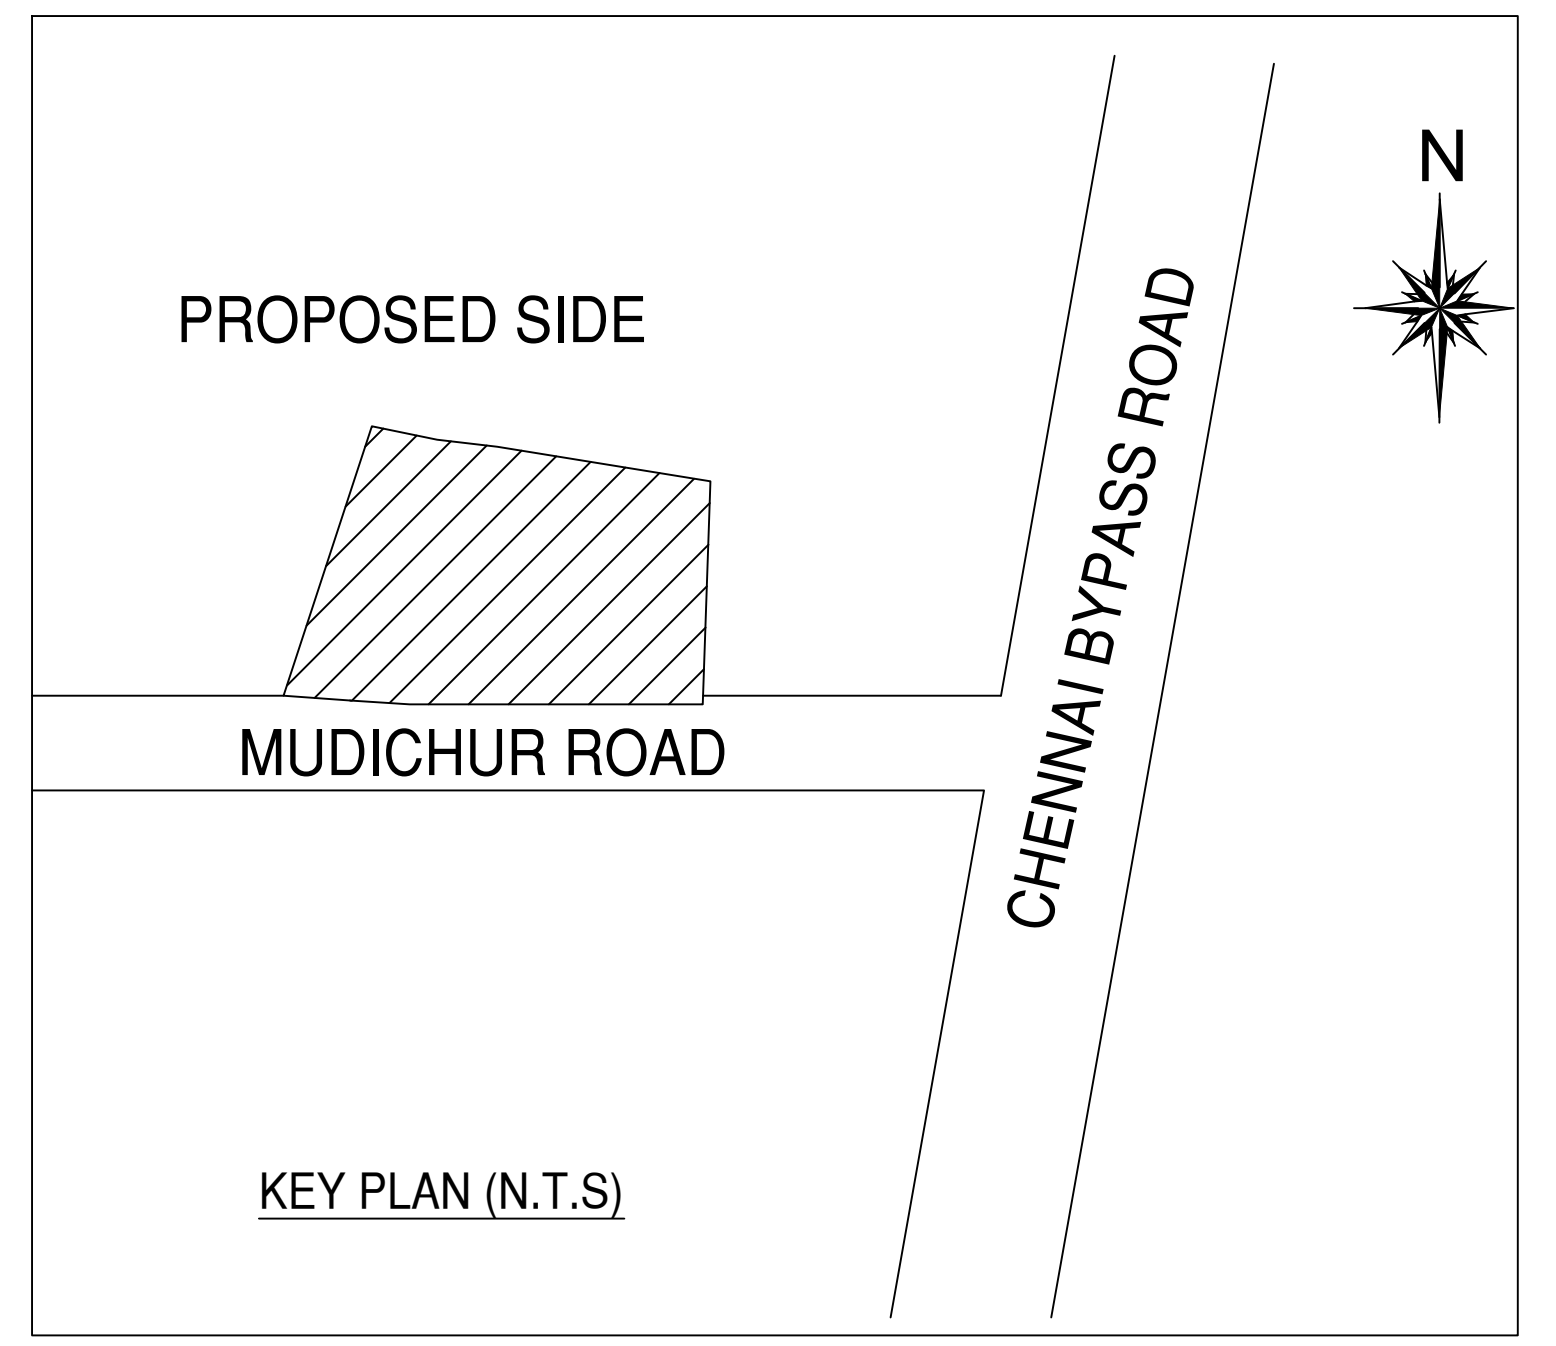 N
PROPOSED SIDE
CHENNAI BYPASS ROAD
MUDICHUR ROAD
KEY PLAN (N.T.S)